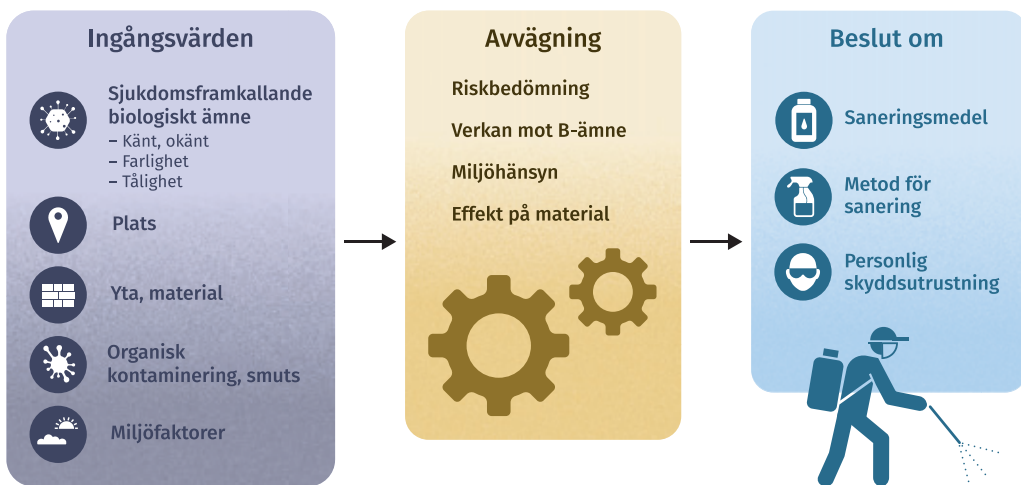 Ingångsvärden
Sjukdomsframkallande
biologiskt ämne
– Känt, okänt
– Farlighet
– Tålighet
Plats
Yta, material
Organisk
kontaminering, smuts
Miljöfaktorer
Avvägning
Riskbedömning
Verkan mot B-ämne
Miljöhänsyn
Effekt på material
Beslut om
Saneringsmedel
Metod för
sanering
Personlig
skyddsutrustning